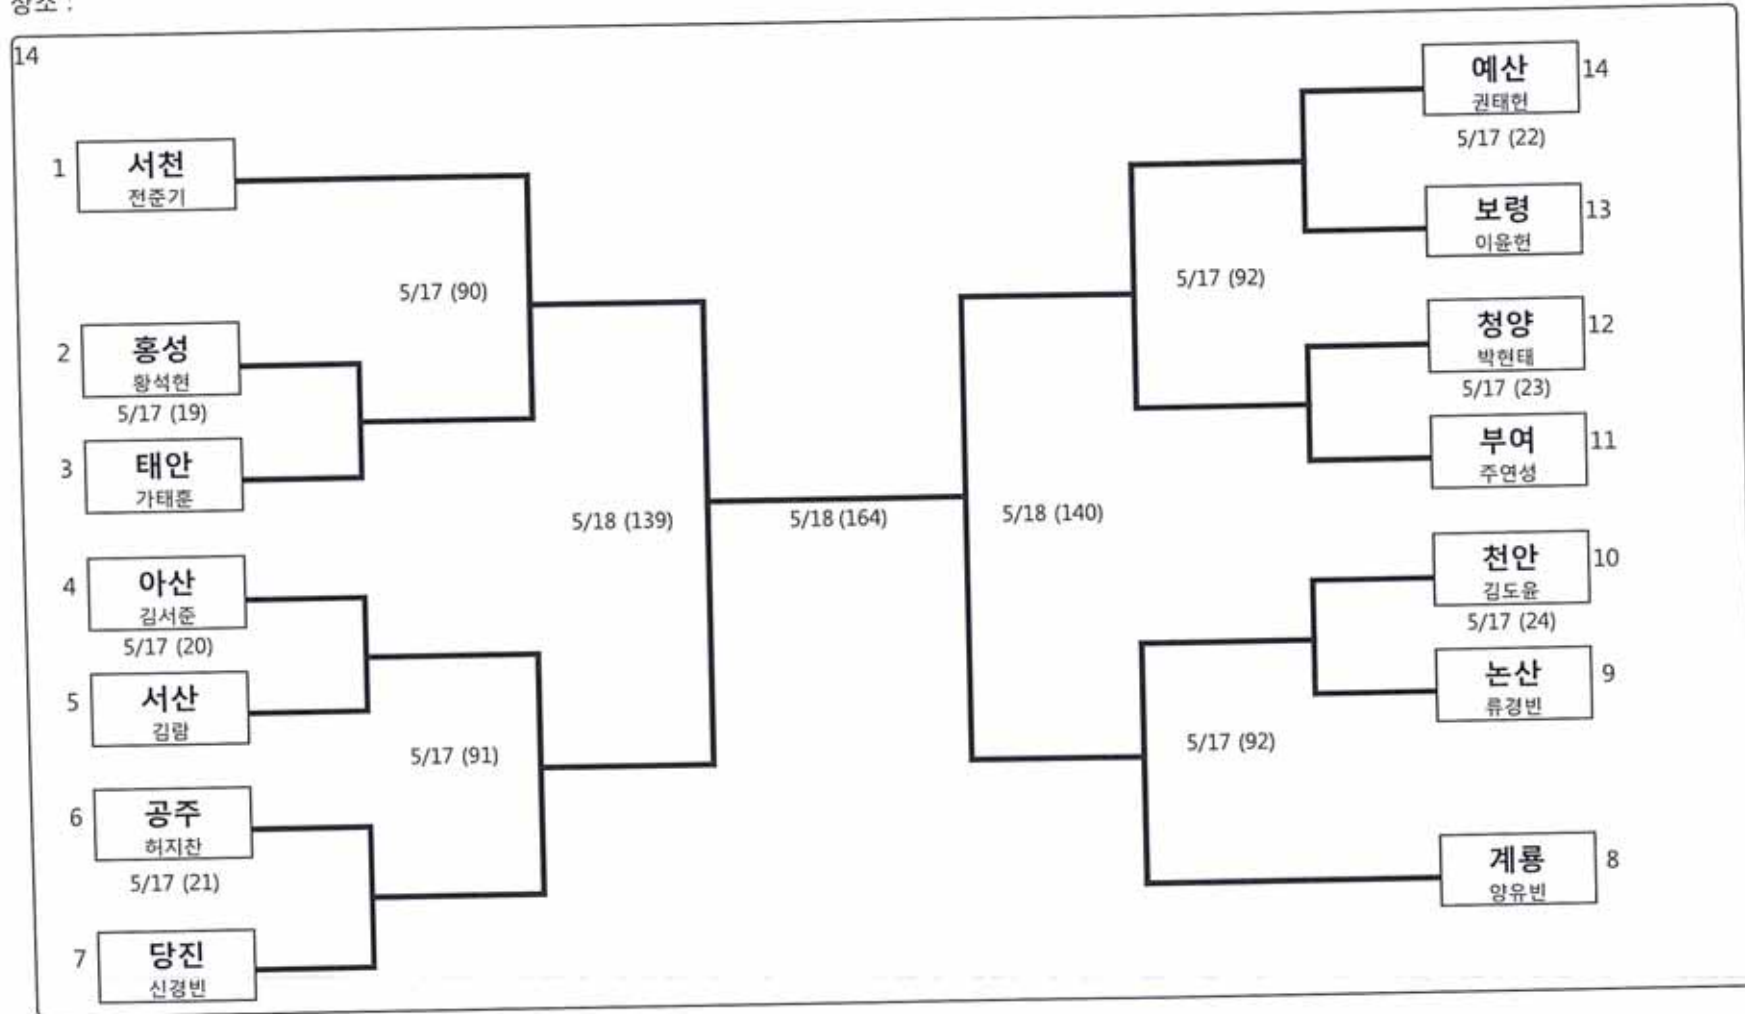 장소 :
14
1
서천
전준기
5/17 (90)
2
홍성
황석현
5/17 (19)
3
태안
가태훈
5/18 (139)
4
아산
김서준
5/17 (20)
5
서산
김람
5/17 (91)
6
공주
허지찬
5/17 (21)
7
당진
신경빈
5/18 (164)
예산
14
권태헌
5/17 (22)
보령
13
이윤헌
5/17 (92)
청양
12
박현태
5/17 (23)
부여
11
주연성
5/18 (140)
천안
10
김도윤
5/17 (24)
논산
9
류경빈
5/17 (92)
계룡
8
양유빈